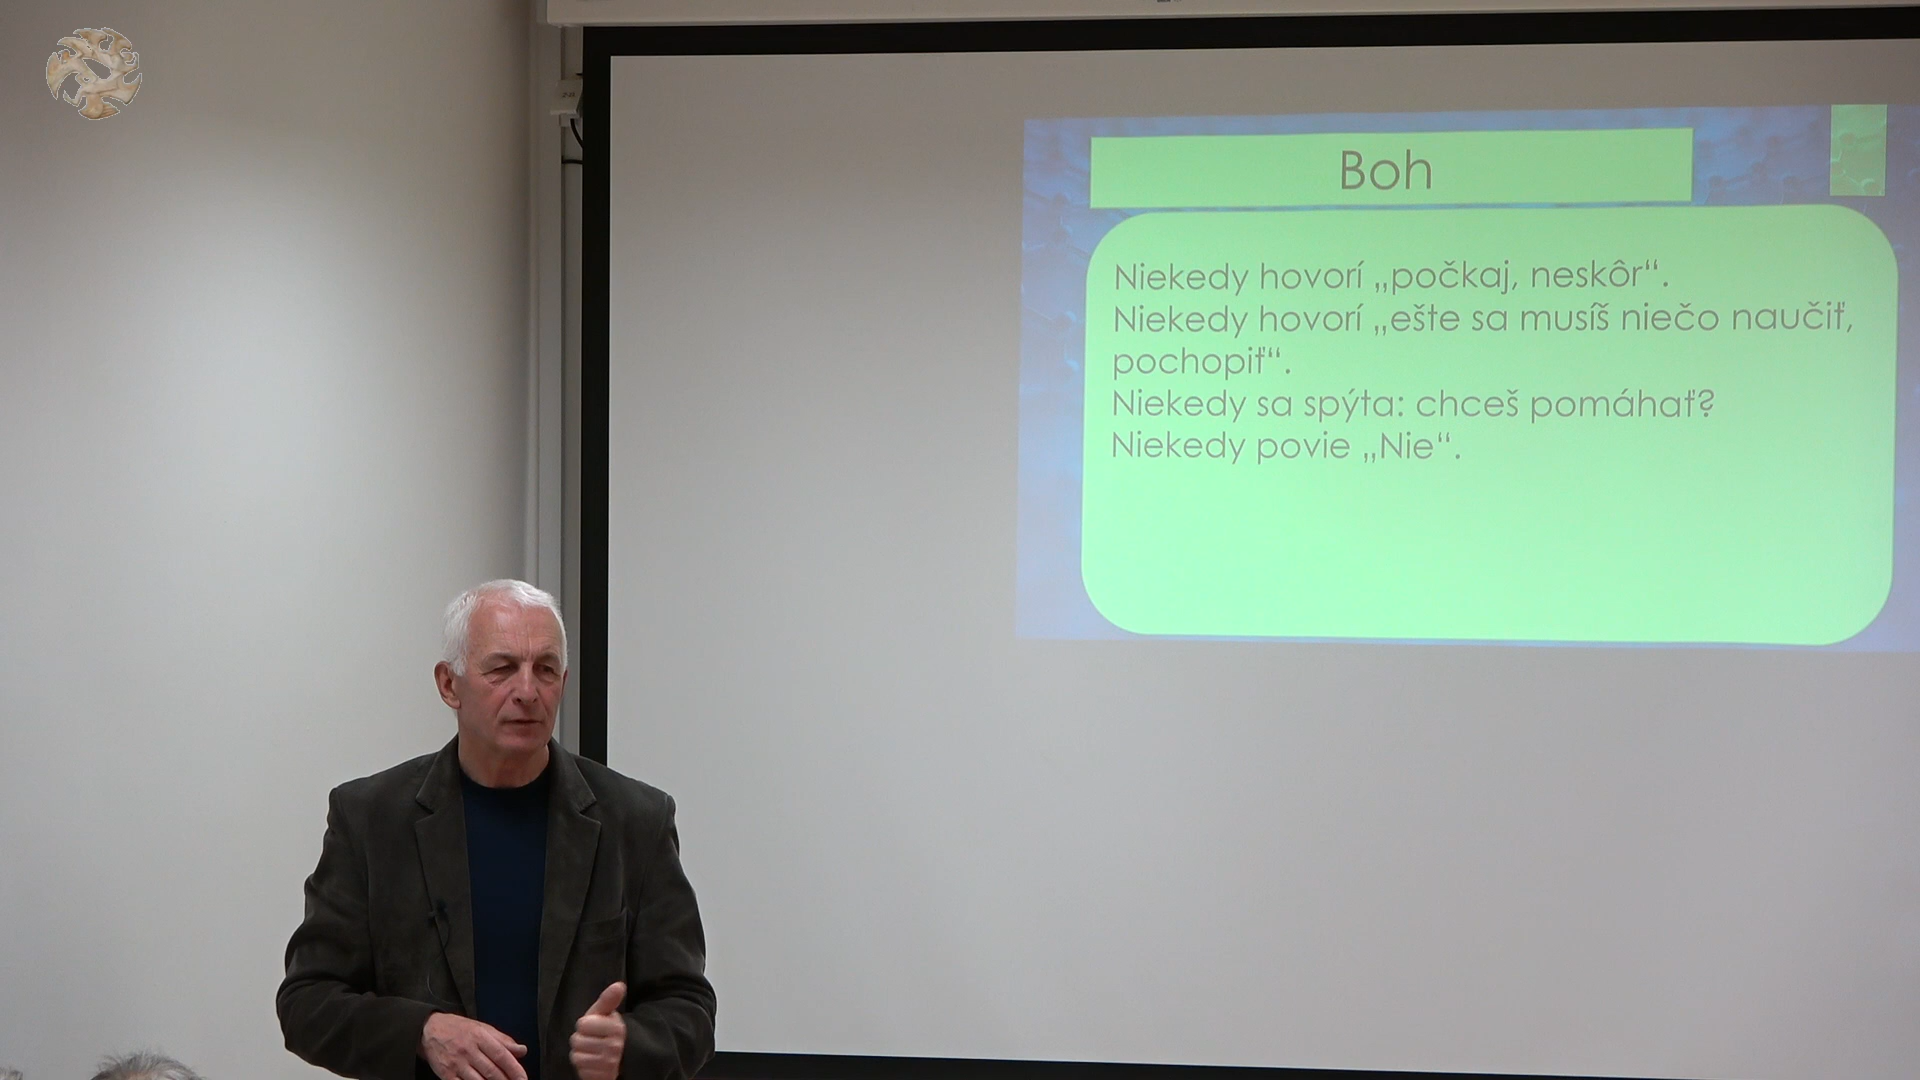 Boh
Niekedy hovorí „počkaj, neskôr“.
Niekedy hovorí „ešte sa musíš niečo naučiť,
pochopiť“.
Niekedy sa spýta: chceš pomáhať?
Niekedy povie „Nie“.